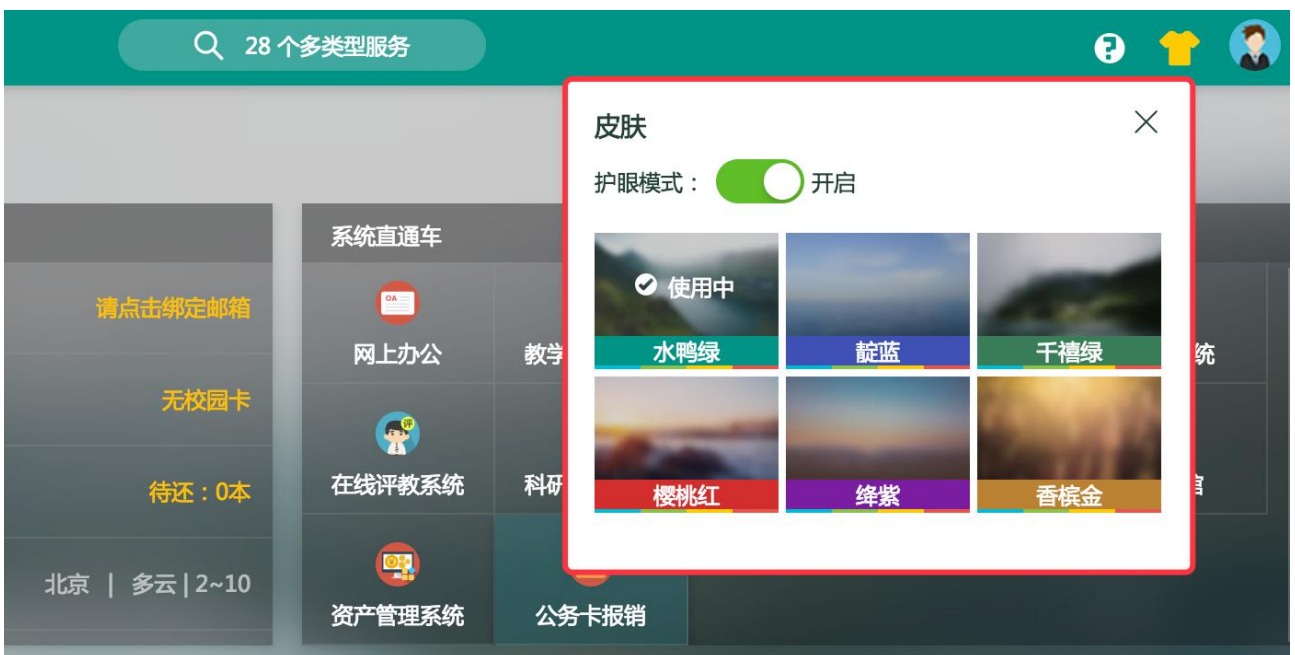 28 个多类型服务
皮肤
护眼模式：
开启
使用中
水鸭绿
靛蓝
千禧绿
樱桃红
绛紫
香槟金
请点击绑定邮箱
无校园卡
待还：0本
北京 | 多云|2~10
系统直通车
OA
网上办公
教学
统
评
在线评教系统
科研
资产管理系统
公务卡报销